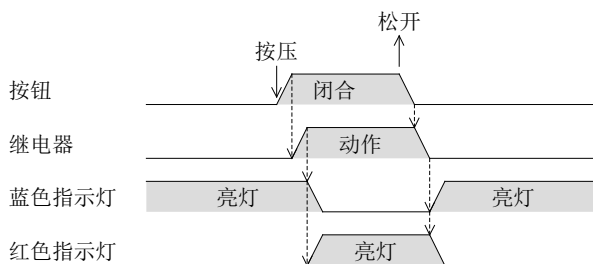 松开
按压
按钮 闭合
继电器 动作
蓝色指示灯 亮灯 亮灯
红色指示灯 亮灯